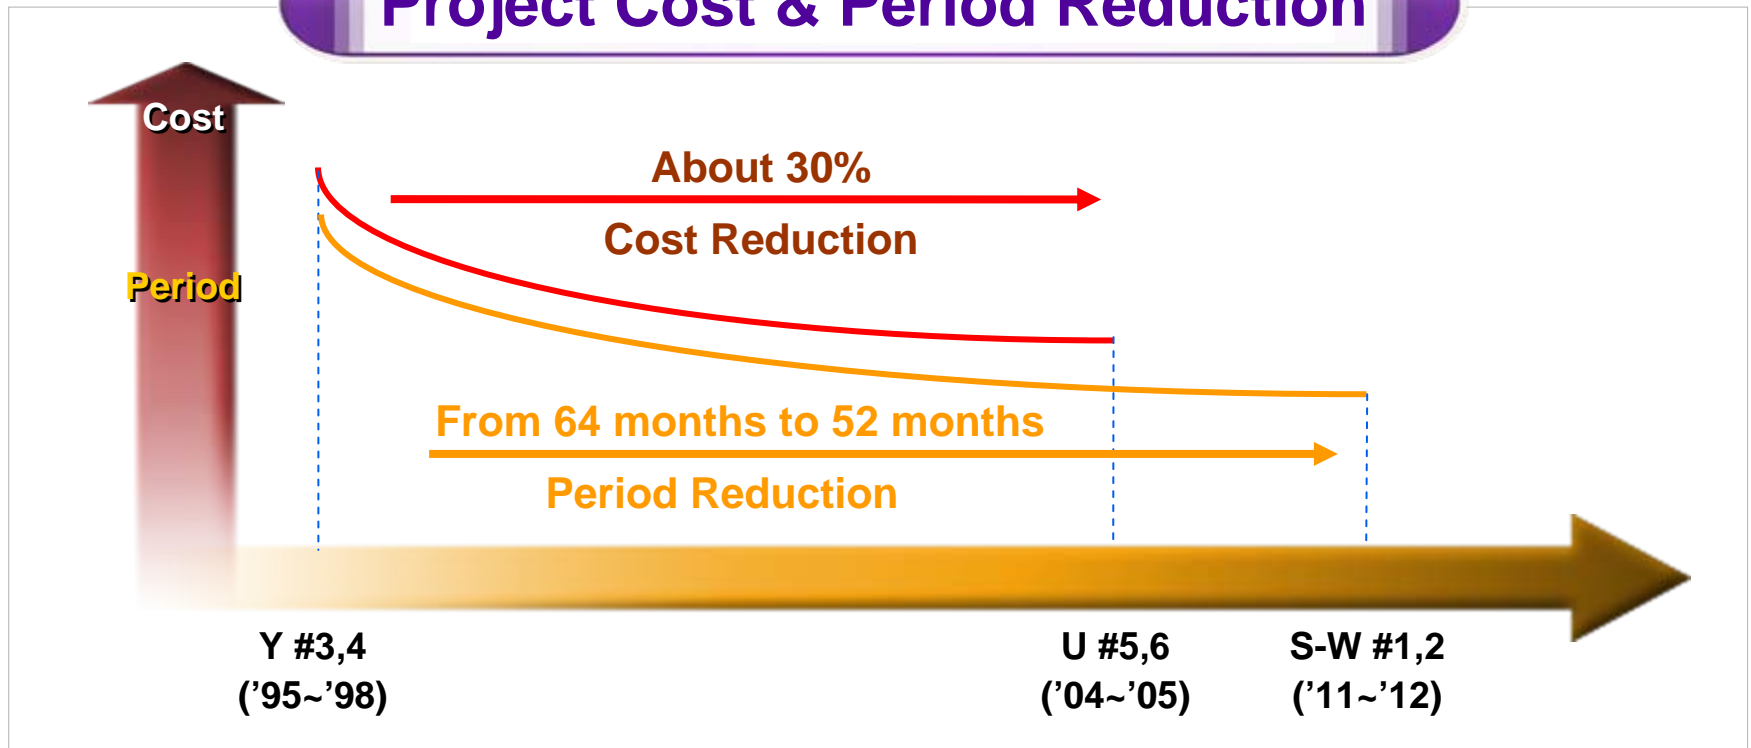 Project Cost & Period Reduction
Cost
About 30%
Cost Reduction
Period
From 64 months to 52 months
Period Reduction
Y #3,4
(’95~’98)
U #5,6
(’04~’05)
S-W #1,2
(’11~’12)